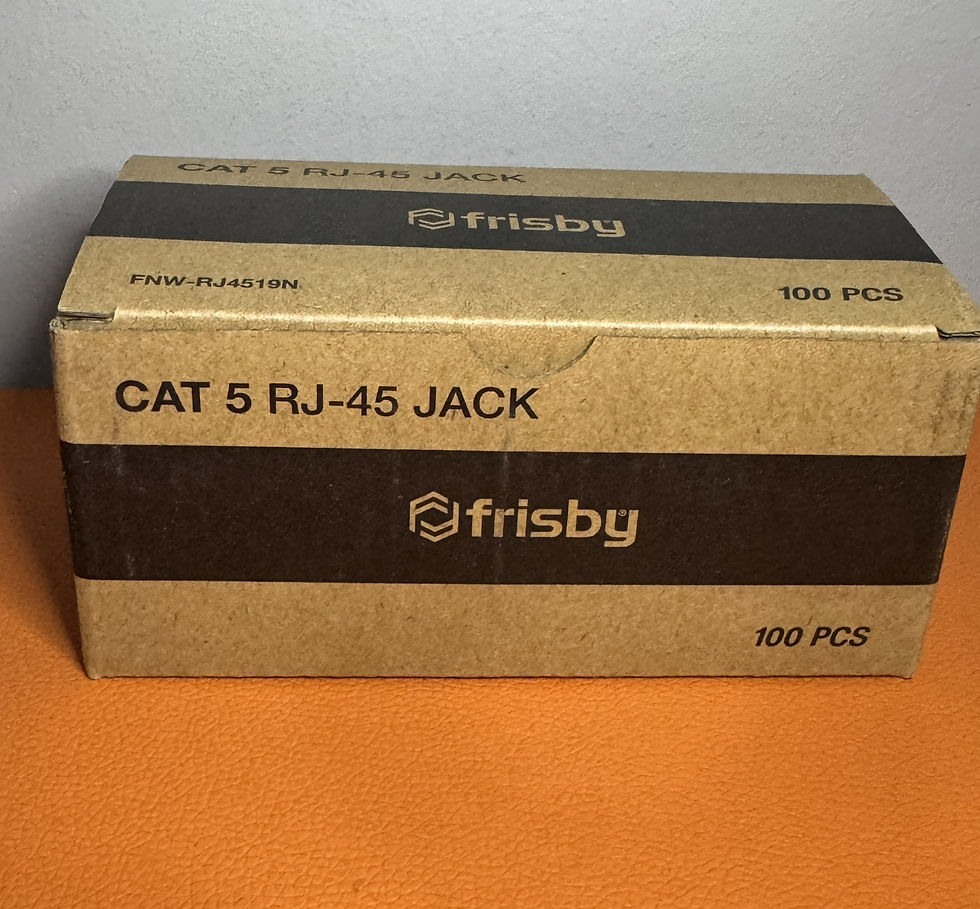 CAT 5 RJ-45 JACK
frisby
FNW-RJ4519N
100 PCS
CAT 5 RJ-45 JACK
frisby®
100 PCS